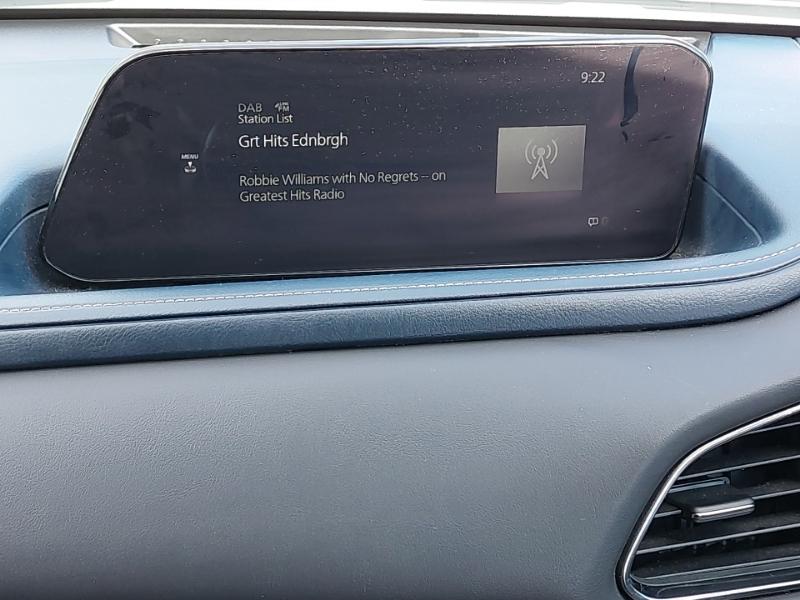 9:22
DAB
Station List
Grt Hits Ednbrgh
MENU
Robbie Williams with No Regrets -- on
Greatest Hits Radio